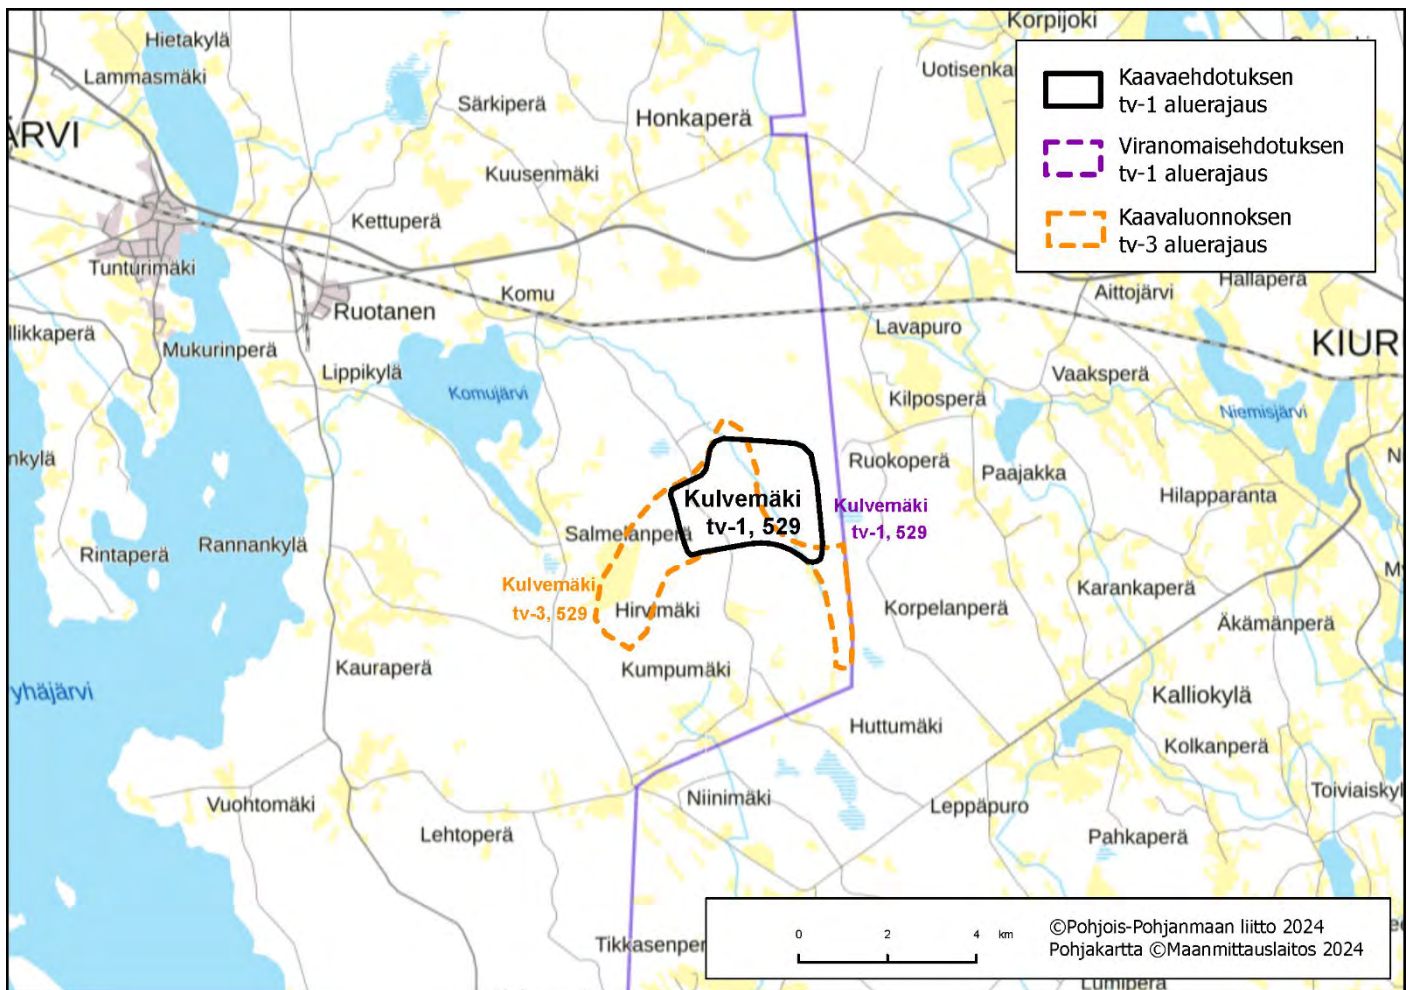 Korpijoki
Hietakylä
Lammasmäki
Uotisenka
Särkiperä
Honkaperä
ÄRVI
Kuusenmäki
Kettuperä
Tunturimäki
Komu
Ruotanen
llikkaperä
Mukurinperä
Lippikylä
Komujärvi
Kaavaehdotuksen
tv-1 aluerajaus
Viranomaisehdotuksen
tv-1 aluerajaus
Kaavaluonnoksen
tv-3 aluerajaus
Hallaperä
Aittojärvi
Lavapuro
KIUR
Vaaksperä
Kilposperä
Niemisjärvi
nkylä
Ruokoperä
Paajakka
Hilapparanta
Kulvemäki
tv-1, 529
Kulvemäki
tv-1, 529
Salmelanperä
Rintaperä
Rannankylä
Kulvemäki
tv-3, 529
Hirvimäki
Korpelanperä
Karankaperä
Äkämänperä
Kauraperä
Kumpumäki
yhäjärvi
Kalliokylä
Huttumäki
Kolkanperä
Vuohtomäki
Niinimäki
Leppäpuro
Toiviaiskyl
Lehtoperä
Pahkaperä
Tikkasenper
0 2 4 km
©Pohjois-Pohjanmaan liitto 2024
Pohjakartta ©Maanmittauslaitos 2024
Lumiperä